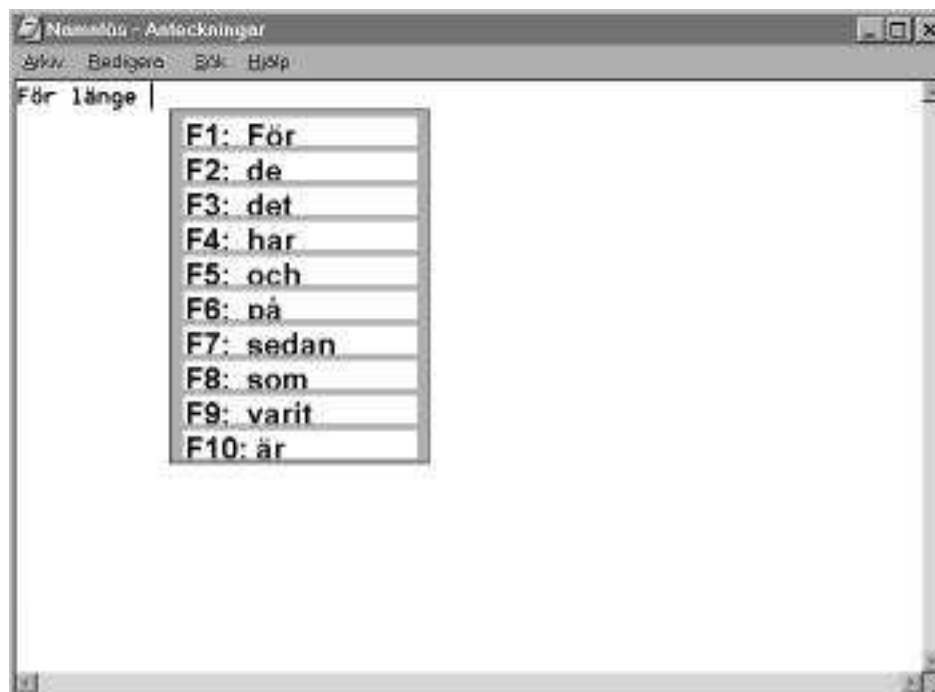 Namnlös - Anteckningar
Arkiv Redigera Sök Hjälp
För länge
F1: För
F2: de
F3: det
F4: har
F5: och
F6: på
F7: sedan
F8: som
F9: varit
F10: är